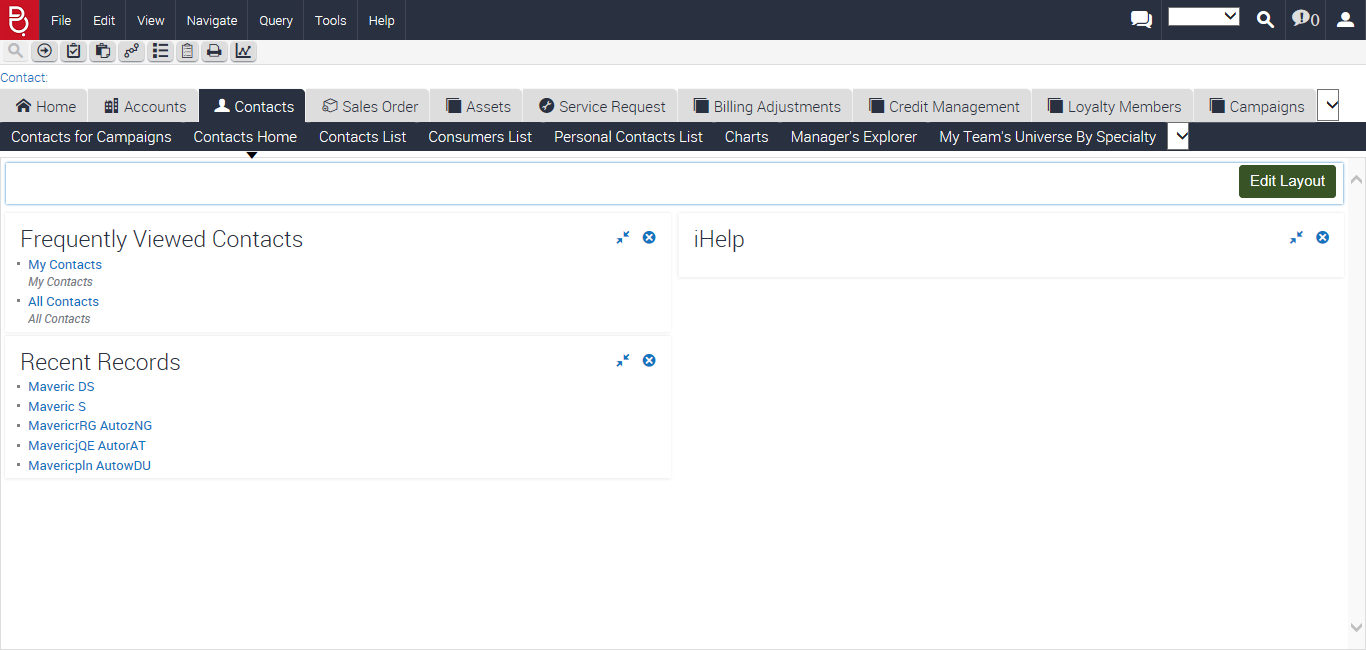 File Edit View Navigate Query Tools Help 0
Contact:
Home Accounts Contacts Sales Order Assets Service Request Billing Adjustments Credit Management Loyalty Members Campaigns
Contacts for Campaigns Contacts Home Contacts List Consumers List Personal Contacts List Charts Manager's Explorer My Team's Universe By Specialty
Edit Layout
Frequently Viewed Contacts
My Contacts
My Contacts
All Contacts
All Contacts
iHelp
Recent Records
Maveric DS
Maveric S
MavericrRG AutozNG
MavericjQE AutorAT
Mavericpln AutowDU